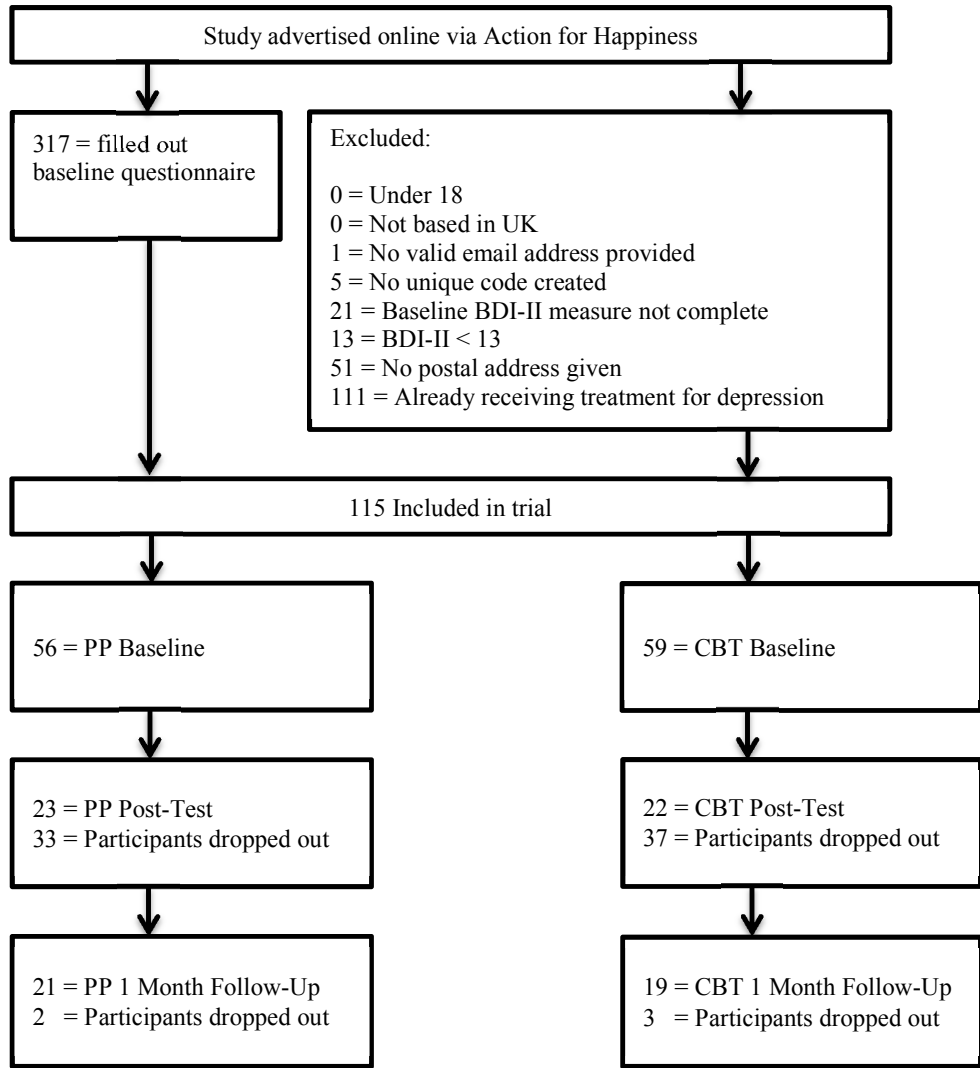 Study advertised online via Action for Happiness
317 = filled out
baseline questionnaire
Excluded:
0 = Under 18
0 = Not based in UK
1 = No valid email address provided
5 = No unique code created
21 = Baseline BDI-II measure not complete
13 = BDI-II < 13
51 = No postal address given
111 = Already receiving treatment for depression
115 Included in trial
56 = PP Baseline
59 = CBT Baseline
23 = PP Post-Test
33 = Participants dropped out
22 = CBT Post-Test
37 = Participants dropped out
21 = PP 1 Month Follow-Up
2 = Participants dropped out
19 = CBT 1 Month Follow-Up
3 = Participants dropped out